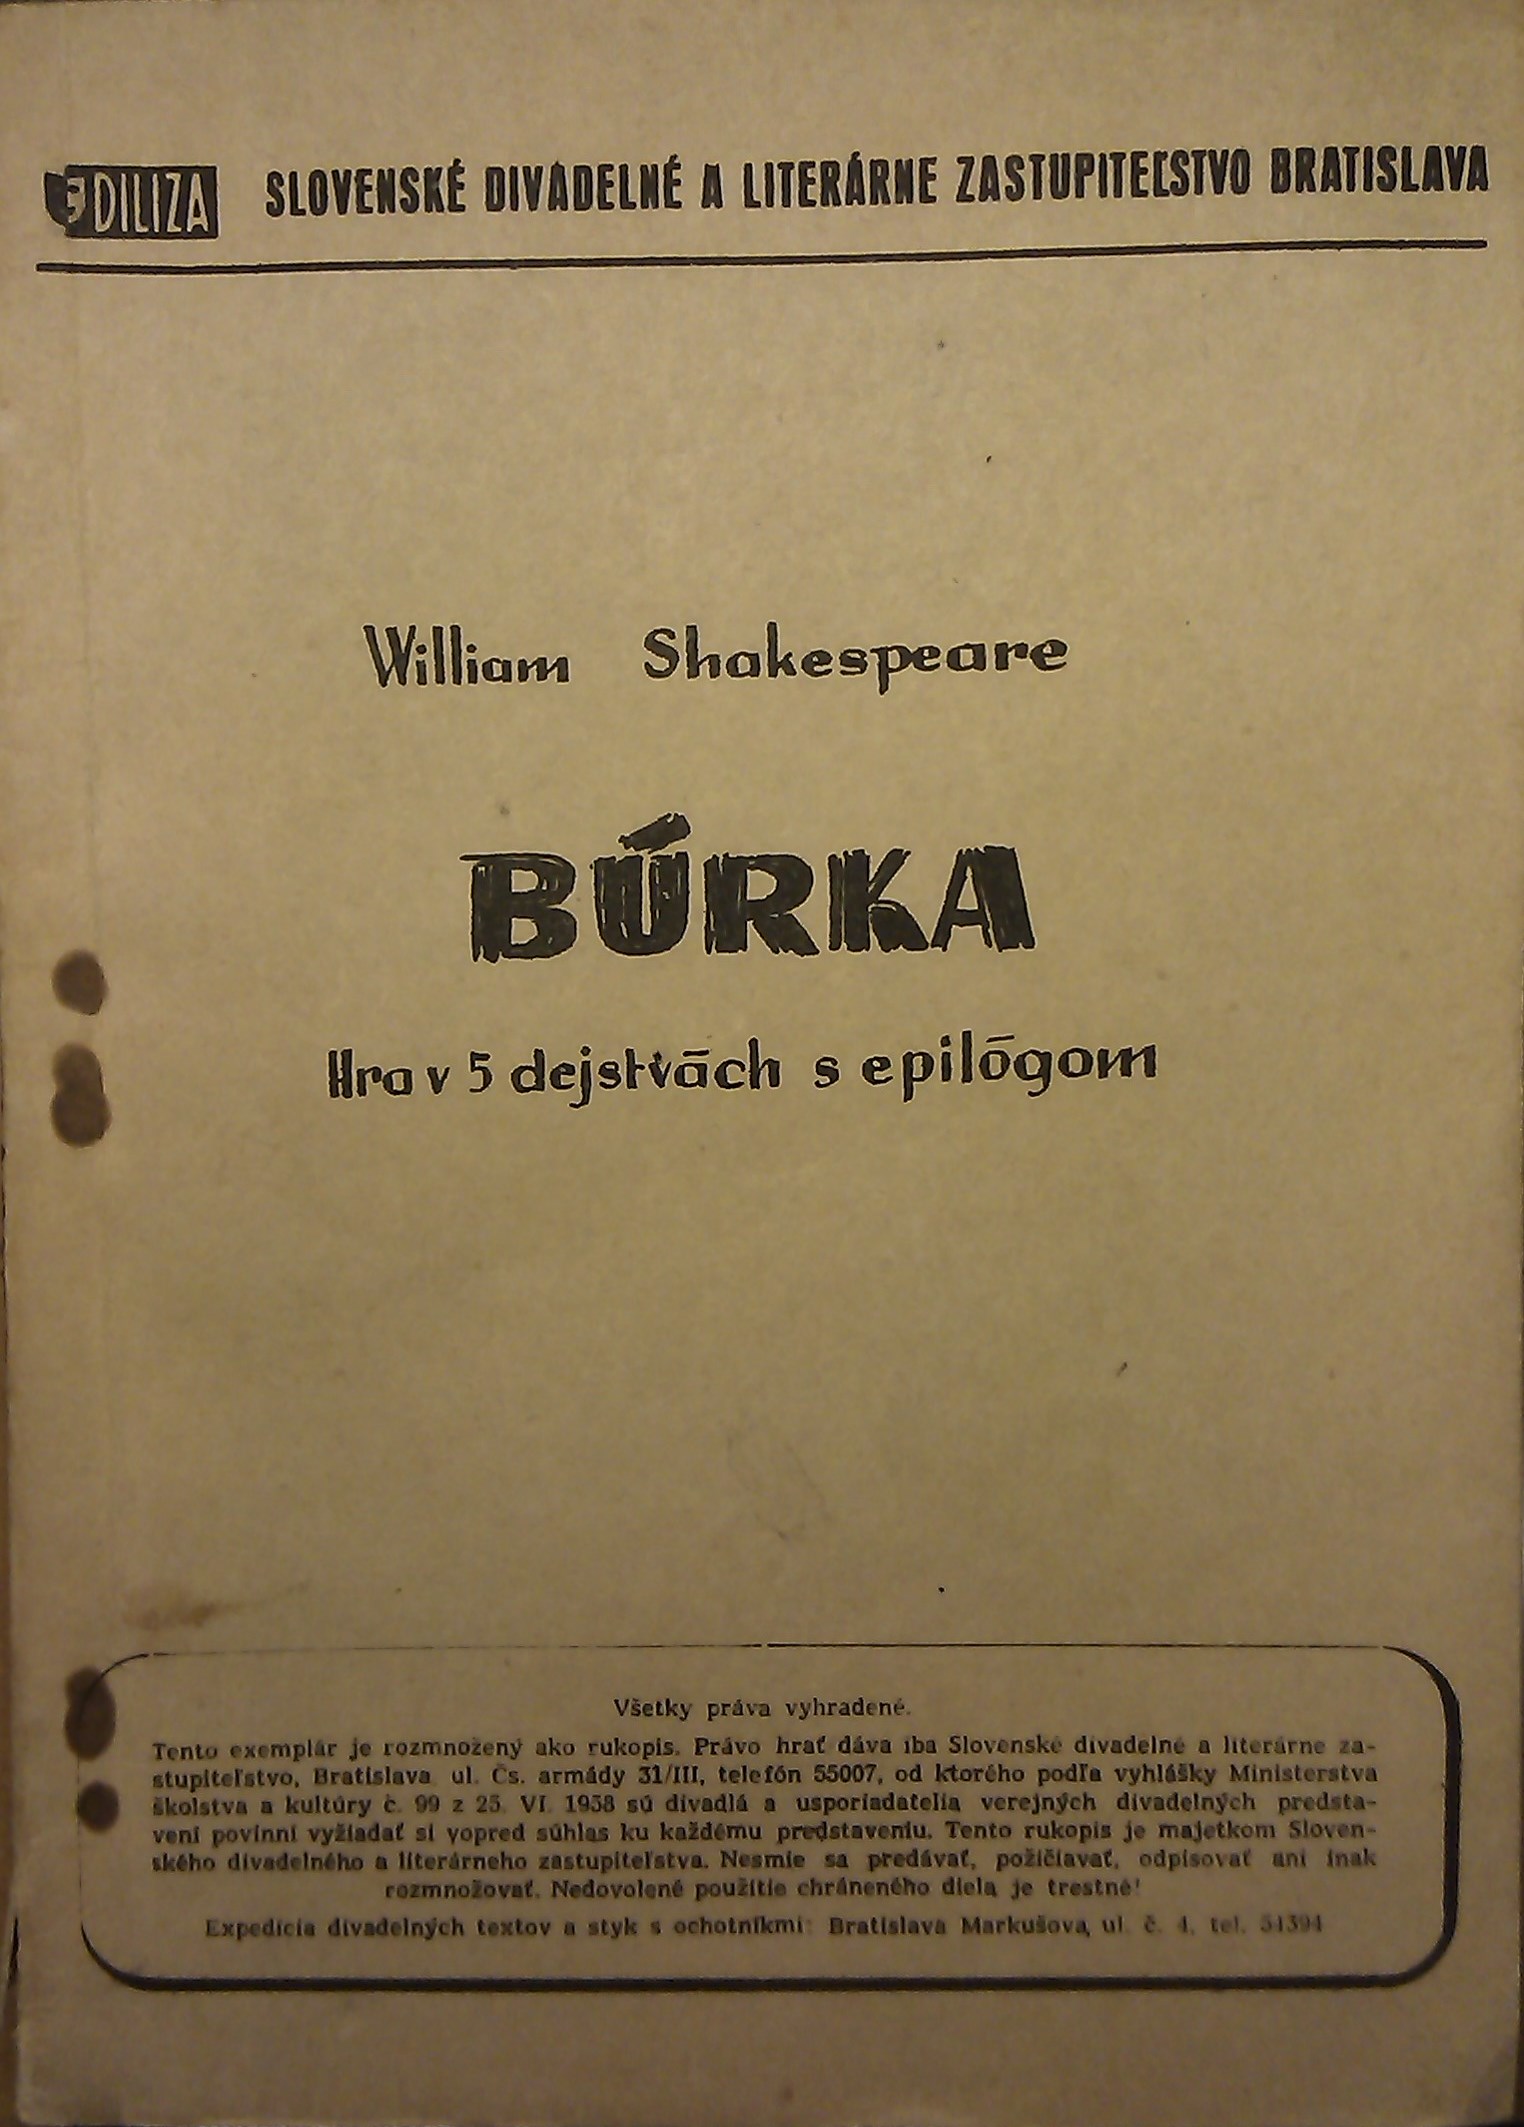 DILIZA SLOVENSKÉ DIVADELNÉ A LITERÁRNE ZASTUPITEĽSTVO BRATISLAVA
William Shakespeare
BÚRKA
Hra v 5 dejstvách s epilógom
Všetky práva vyhradené.
Tento exemplár je rozmnožený ako rukopis. Právo hrať dáva iba Slovenské divadelné a literárne za-
stupiteľstvo, Bratislava ul. Čs. armády 31/III, telefón 55007, od ktorého podľa vyhlášky Ministerstva
školstva a kultúry č. 99 z 25. VI. 1958 sú divadlá a usporiadatelia verejných divadelných predsta-
vení povinní vyžiadať si vopred súhlas ku každému predstaveniu. Tento rukopis je majetkom Sloven-
ského divadelného a literárneho zastupiteľstva. Nesmie sa predávať, požičiavať, odpisovať ani inak
rozmnožovať. Nedovolené použitie chráneného diela je trestné!
Expedícia divadelných textov a styk s ochotníkmi: Bratislava Markušova, ul. č. 4, tel. 54394